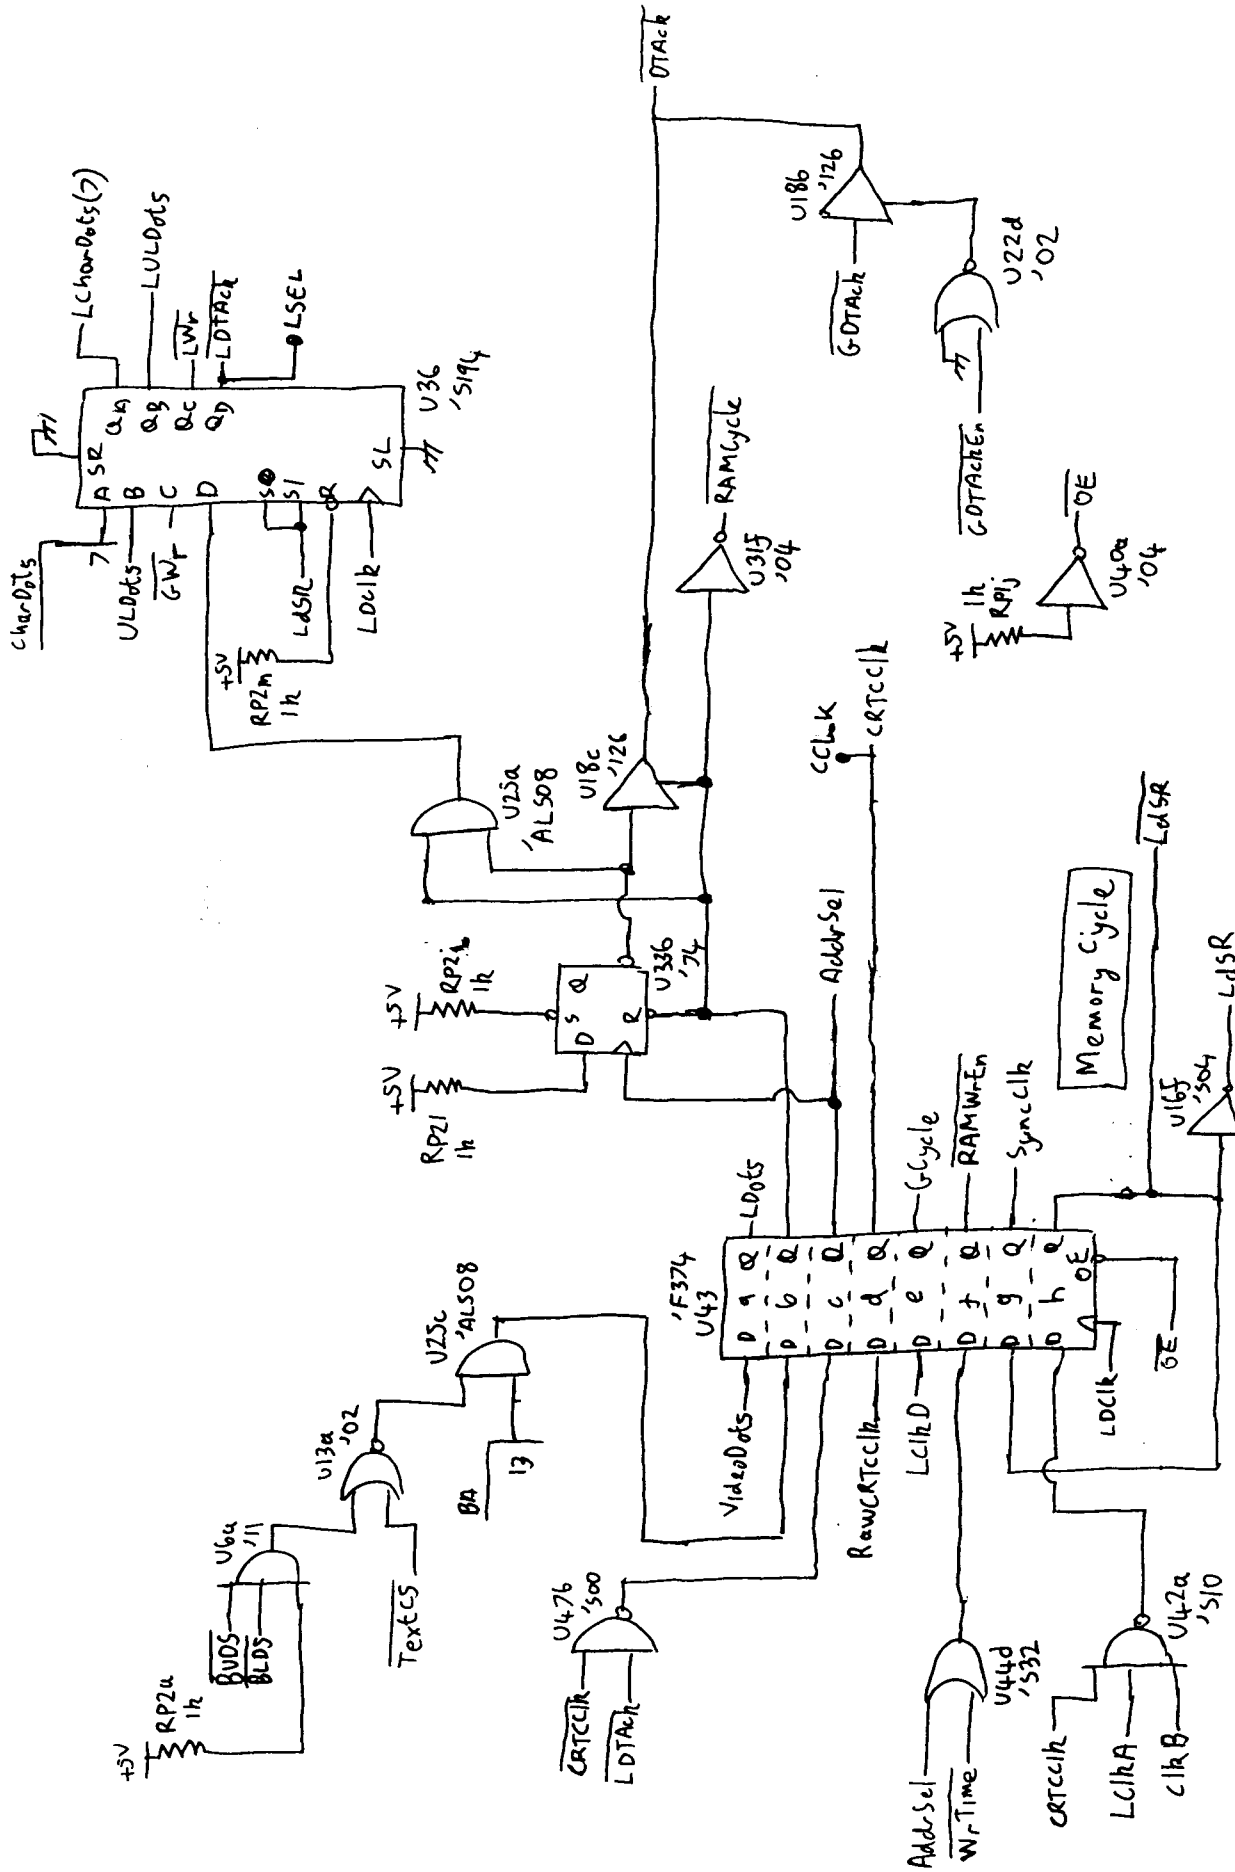 +5V
RP2a
1k
BUDS
BLDS
U6a
'11
TextCS
U13a
'02
BA
13
U25c
'ALS08
CRTCClk
LDTAck
U47b
'S00
AddrSel
WrTime
U44d
'S32
CRTCClk
LClkA
ClkB
U42a
'S10
VideoDots
RawCRTCClk
LClkD
LDClk
OE
'F374
U43
D a Q
D b Q
D c Q
D d Q
D e Q
D f Q
D g Q
D h Q
OE
LDots
GCycle
RAMWrEn
SyncClk
U16f
'S04
LdSR
LdSR
Memory Cycle
AddrSel
CClk
CRTCClk
+5V
RP2l
1k
+5V
1k
D S Q
R
U33b
'74
U25a
'ALS08
U18c
'126
U31f
'04
RAMCycle
DTAck
CharDots
7
ULDots
GWr
+5V
RP2m
1k
LdSR
LDClk
SR
A
B
C
D
S0
S1
R
SL
QA
QB
QC
QD
U36
'S194
LCharDots(7)
LULDots
LWr
LDTAck
LSEL
GDTAck
U18b
'126
GDTAckEn
U22d
'02
+5V
1k
RP1j
U40a
'04
OE